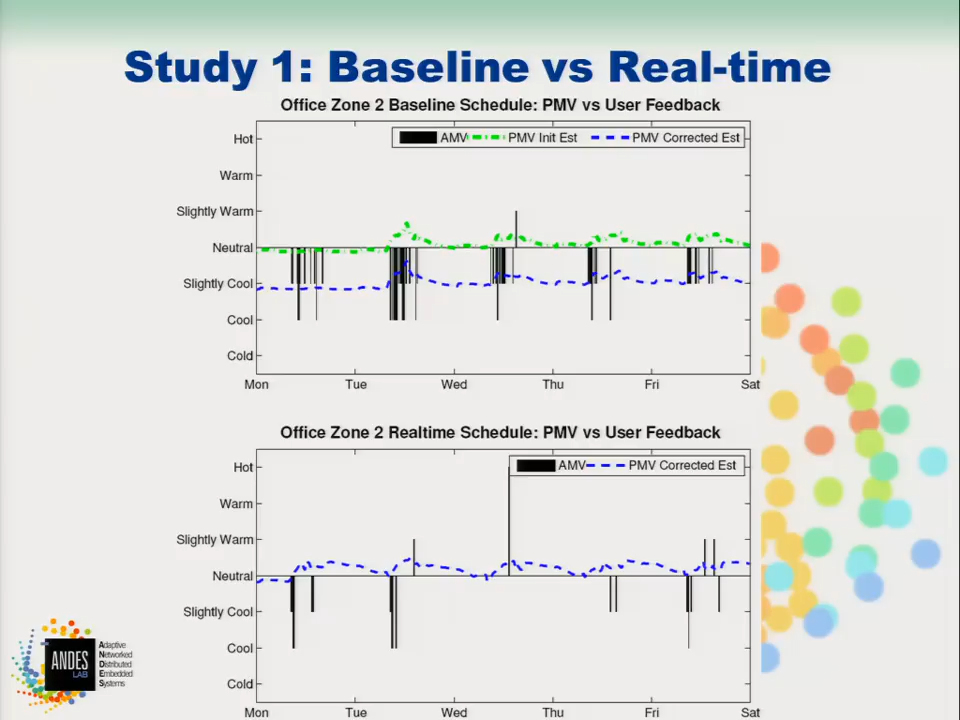 Study 1: Baseline vs Real-time
Office Zone 2 Baseline Schedule: PMV vs User Feedback
AMV PMV Init Est PMV Corrected Est
Hot
Warm
Slightly Warm
Neutral
Slightly Cool
Cool
Cold
Mon Tue Wed Thu Fri Sat
Office Zone 2 Realtime Schedule: PMV vs User Feedback
AMV PMV Corrected Est
Hot
Warm
Slightly Warm
Neutral
Slightly Cool
Cool
Cold
Mon Tue Wed Thu Fri Sat
ANDES
LAB
Adaptive
Networked
Distributed
Embedded
Systems